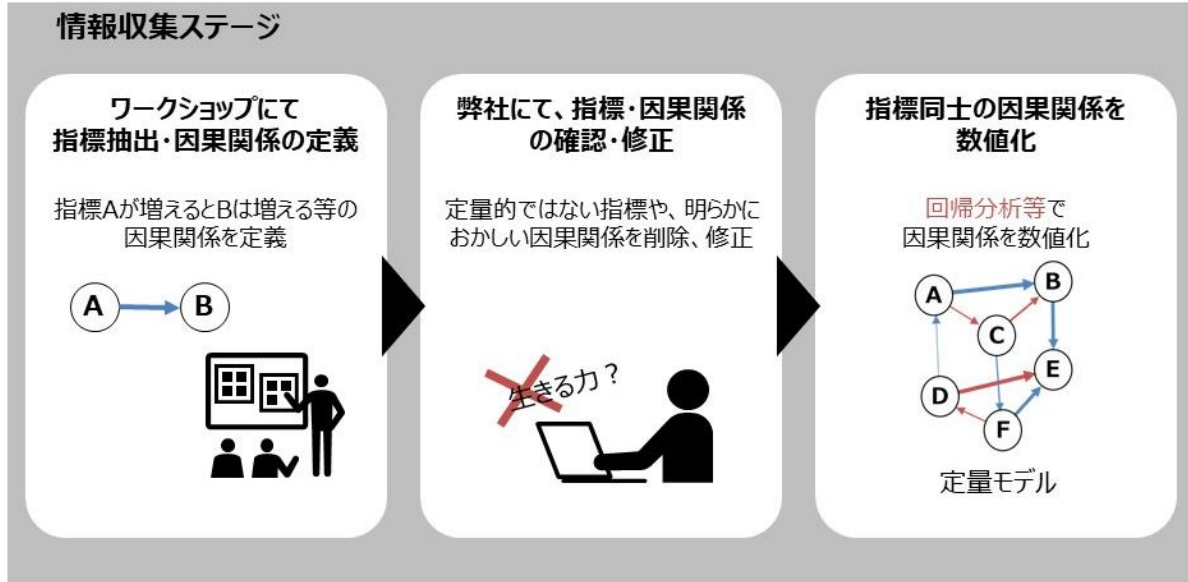 情報収集ステージ
ワークショップにて
指標抽出・因果関係の定義
指標Aが増えるとBは増える等の
因果関係を定義
A
B
弊社にて、指標・因果関係
の確認・修正
定量的ではない指標や、明らかに
おかしい因果関係を削除、修正
生きる力？
指標同士の因果関係を
数値化
回帰分析等で
因果関係を数値化
A
B
C
E
D
F
定量モデル